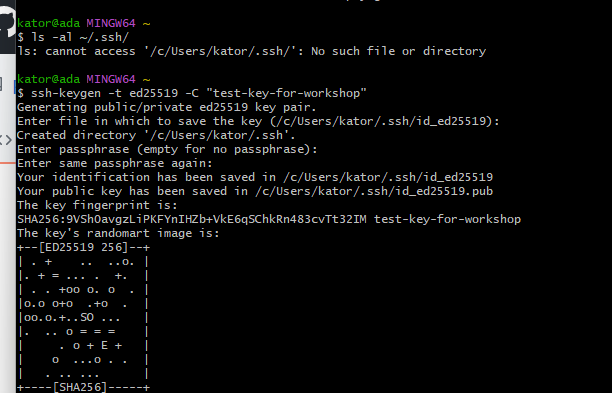 kator@ada MINGW64 ~
$ ls -al ~/.ssh/
ls: cannot access '/c/Users/kator/.ssh/': No such file or directory
kator@ada MINGW64 ~
$ ssh-keygen -t ed25519 -C "test-key-for-workshop"
Generating public/private ed25519 key pair.
Enter file in which to save the key (/c/Users/kator/.ssh/id_ed25519):
Created directory '/c/Users/kator/.ssh'.
Enter passphrase (empty for no passphrase):
Enter same passphrase again:
Your identification has been saved in /c/Users/kator/.ssh/id_ed25519
Your public key has been saved in /c/Users/kator/.ssh/id_ed25519.pub
The key fingerprint is:
SHA256:9VShOavgzLiPKFYnIHZb+VkE6qSChkRn483cvTt32IM test-key-for-workshop
The key's randomart image is:
+--[ED25519 256]--+
| . +    ..  ..o. |
|. + = ... .  +.  |
| . . +oo o. o  . |
|o.o o+o  .+o  .  |
|oo.o.+..SO ...   |
|.  .. o = = =    |
|     . o + E +   |
|    o  ...o . .  |
|   . .. ...      |
+----[SHA256]-----+